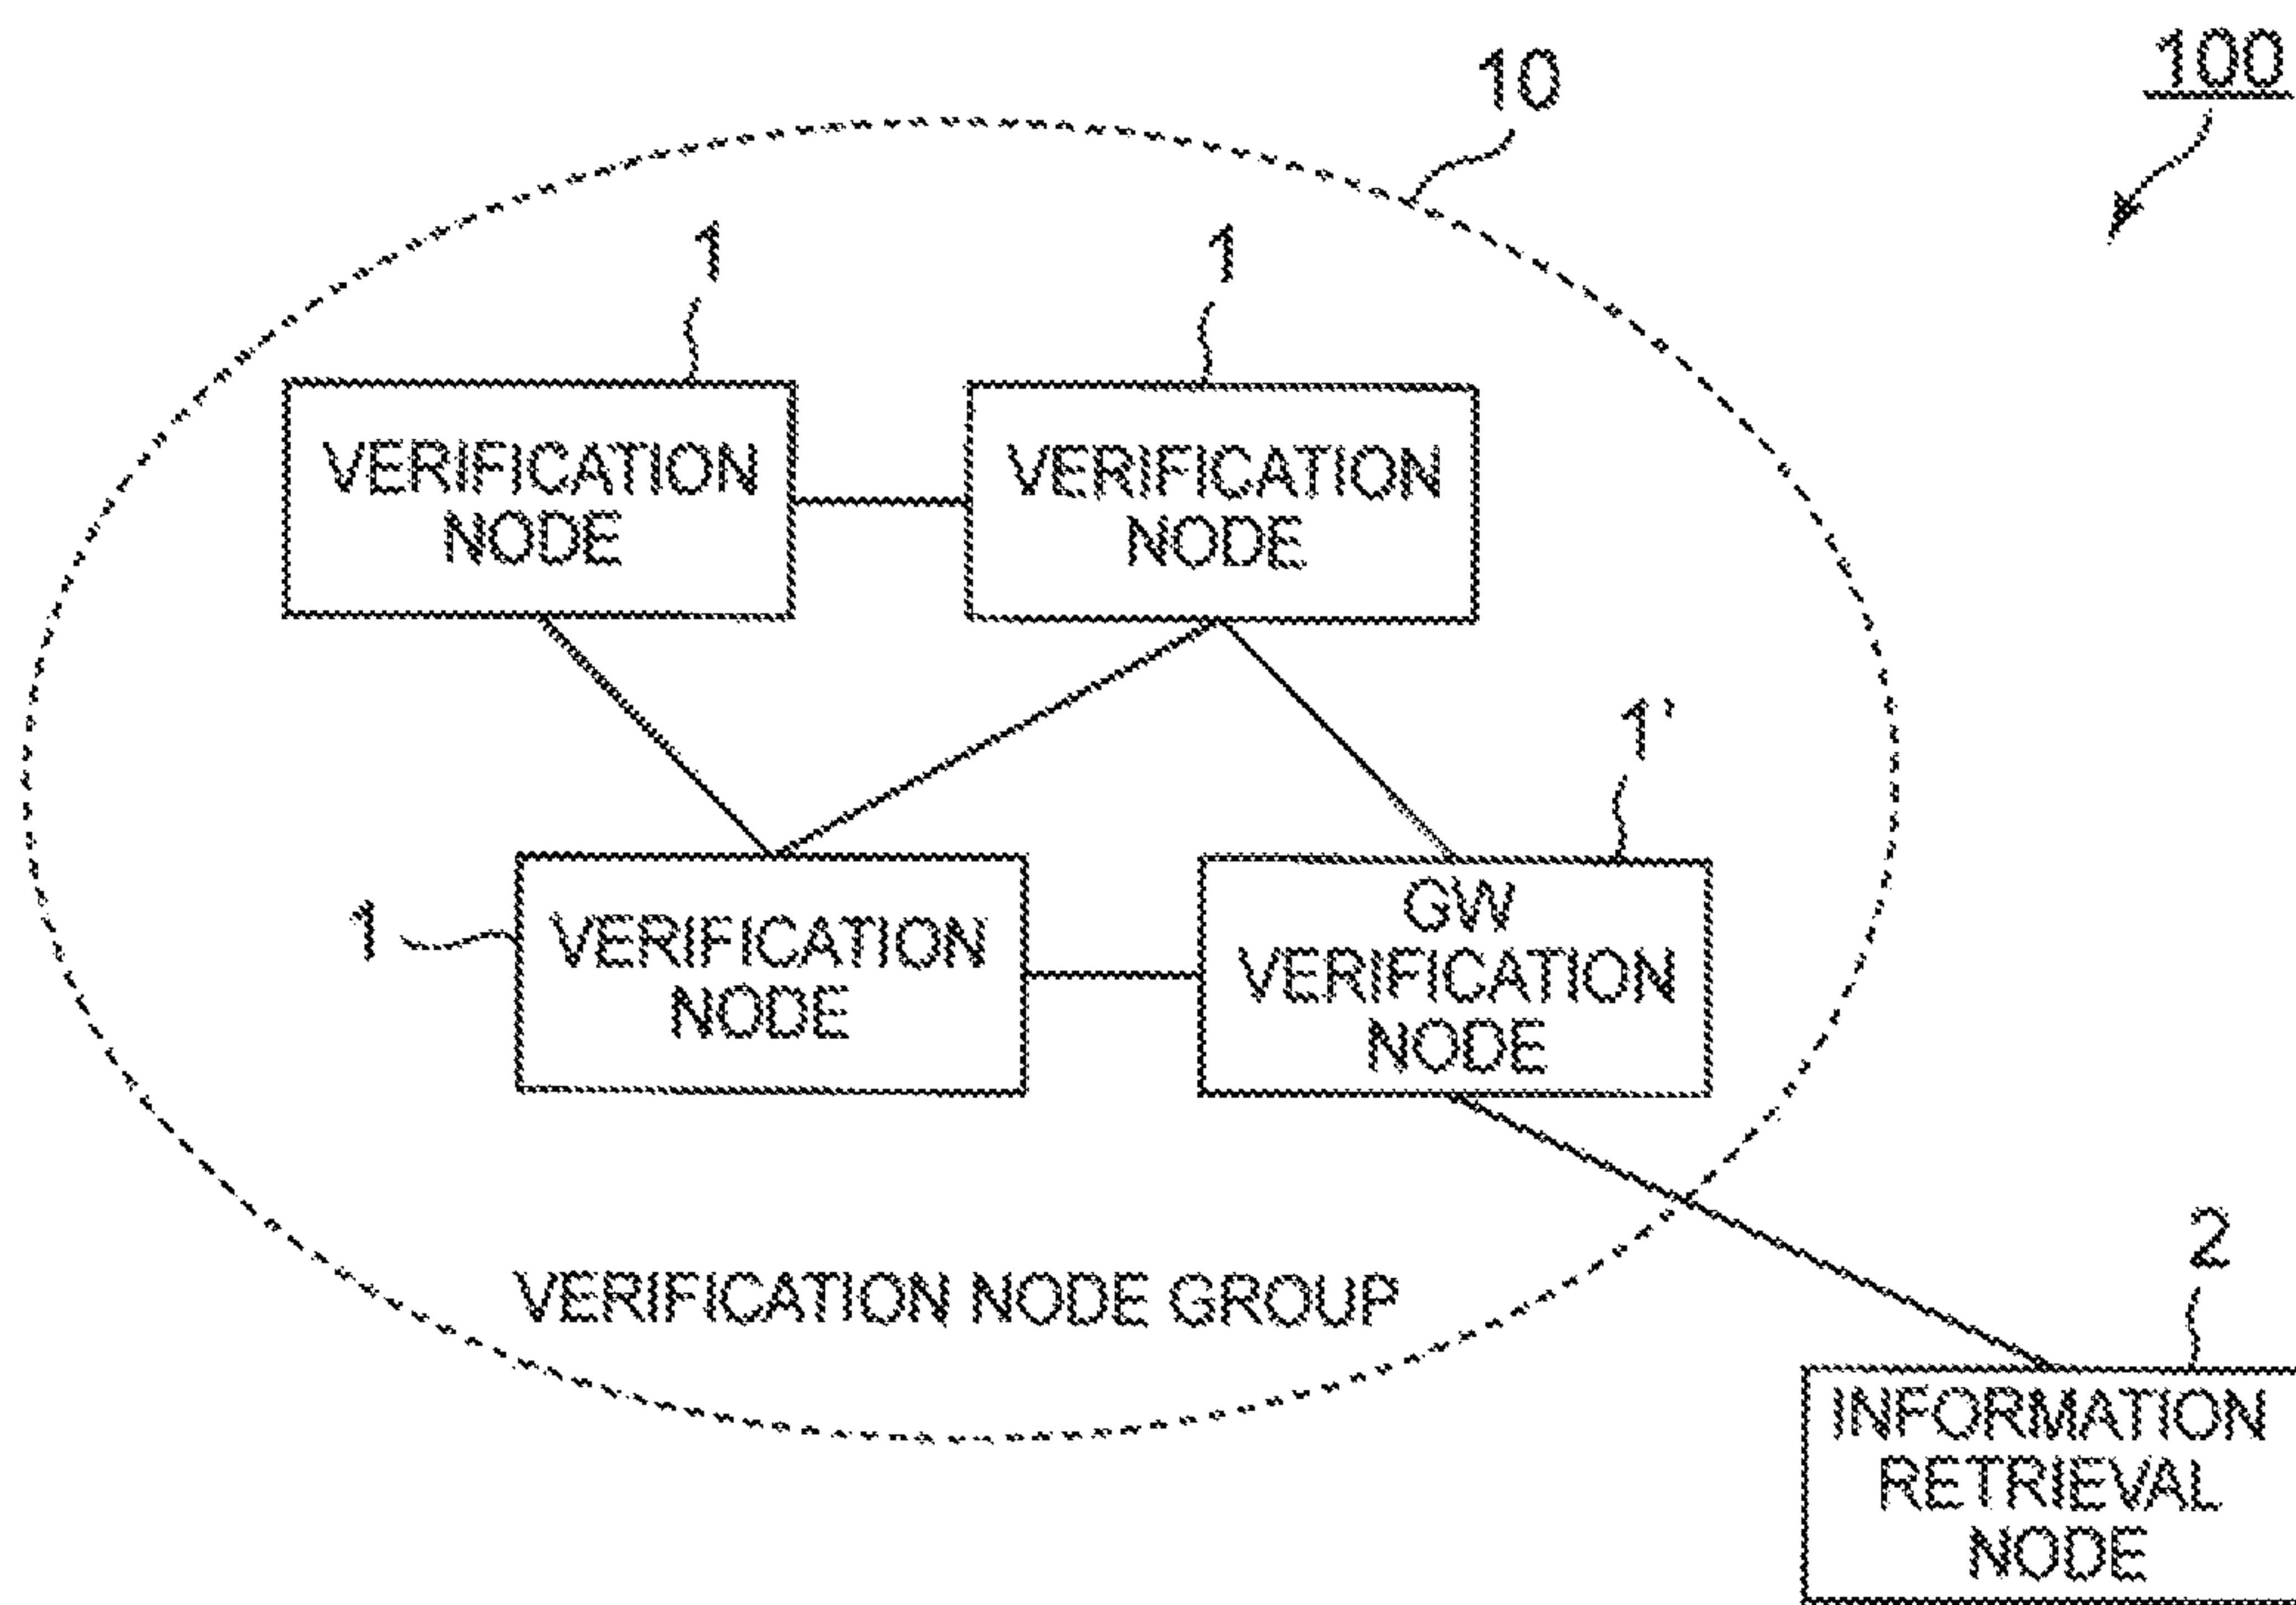 100
10
1
1
VERIFICATION
NODE
VERIFICATION
NODE
1'
1
VERIFICATION
NODE
GW
VERIFICATION
NODE
VERIFICATION NODE GROUP
2
INFORMATION
RETRIEVAL
NODE